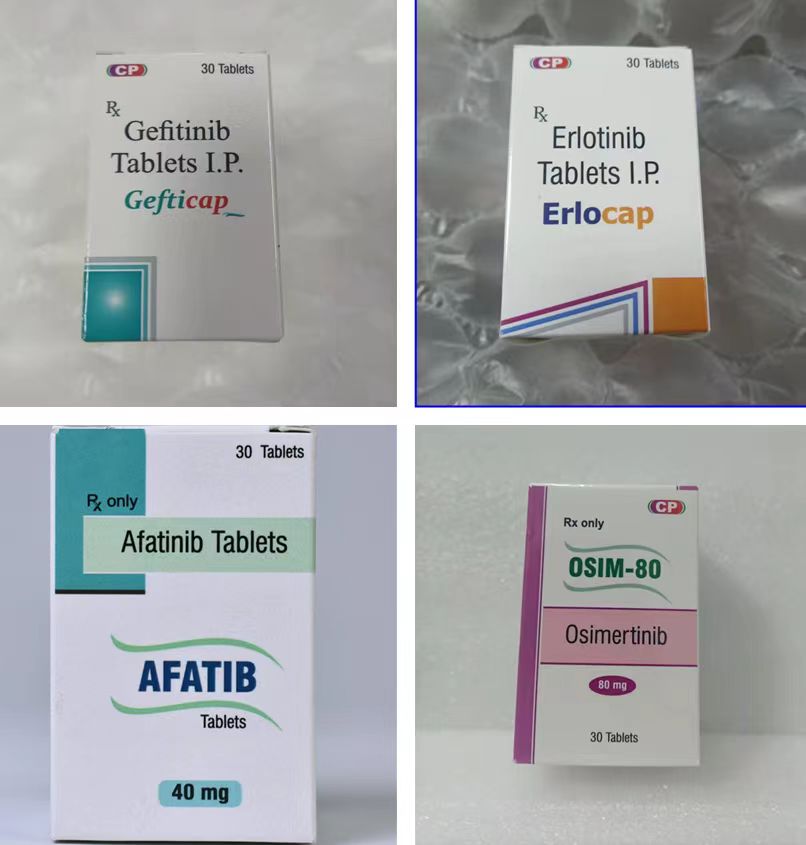 CP
30 Tablets
Rx
Gefitinib
Tablets I.P.
Gefticap
CP
30 Tablets
Rx
Erlotinib
Tablets I.P.
Erlocap
30 Tablets
Rx only
Afatinib Tablets
AFATIB
Tablets
40 mg
CP
Rx only
OSIM-80
Osimertinib
80 mg
30 Tablets